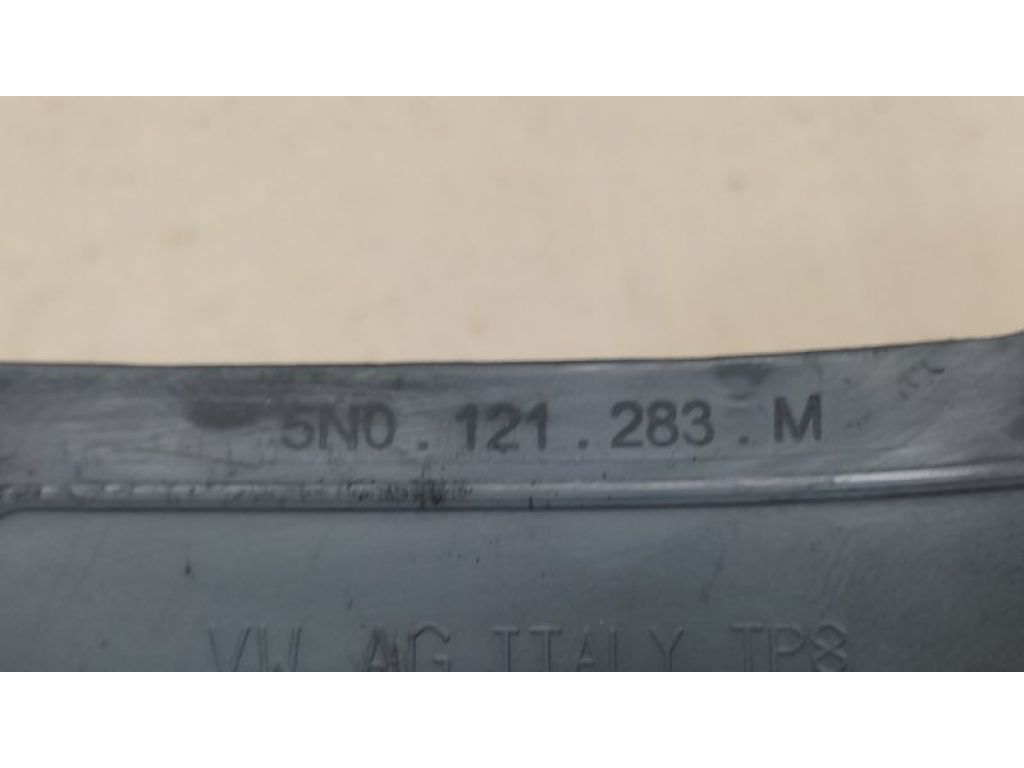 5N0 . 121 . 283 . M
VW AG ITALY TP8